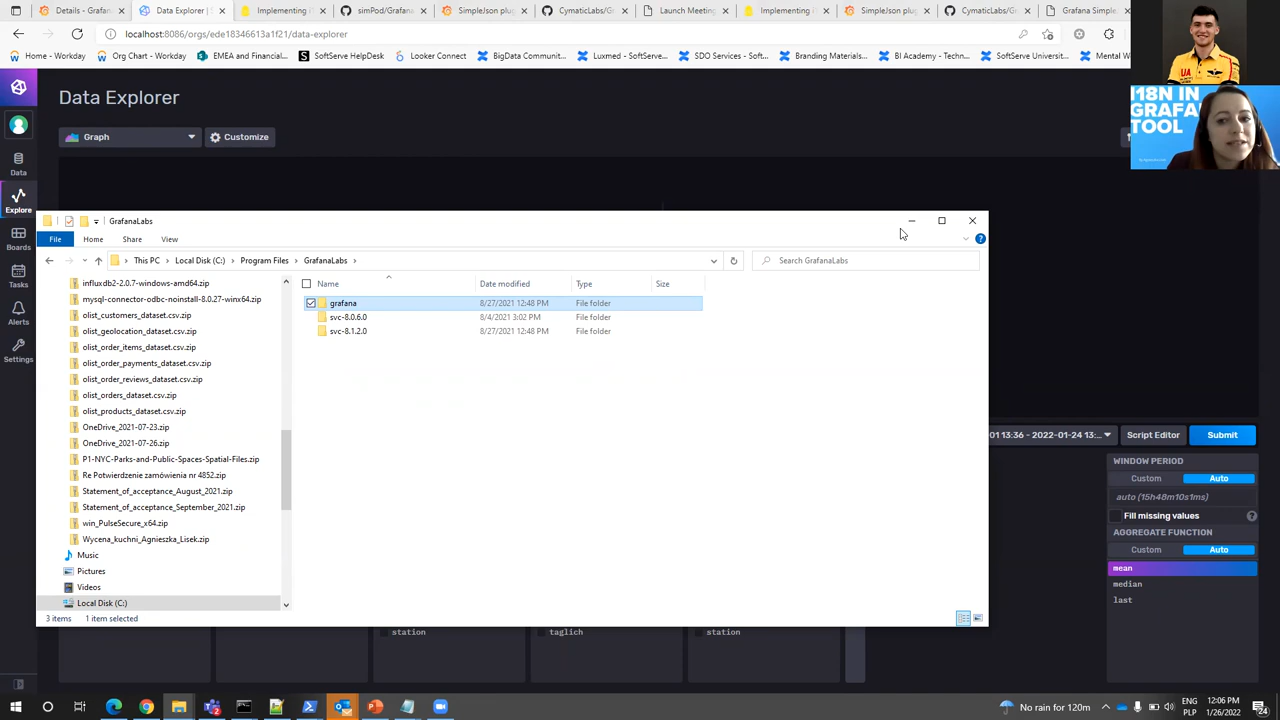 Details - Grafana
Data Explorer | S
Implementing i
simPod/Grafana
SimpleJson plug
CymaticLabs/
Launch Meeting
Implementing i
SimpleJson plug
CymaticLabs/G
Grafana Simple
localhost:8086/orgs/ede18346613a1f21/data-explorer
Home - Workday
Org Chart - Workday
EMEA and Financial...
SoftServe HelpDesk
Looker Connect
BigData Communit...
Luxmed - SoftServe...
SDO Services - Soft...
Branding Materials...
BI Academy - Techn...
SoftServe University...
Mental W
UA
I18N IN
GRAFA
TOOL
Data Explorer
Graph
Customize
Data
Explore
Boards
Tasks
Alerts
Settings
GrafanaLabs
File
Home
Share
View
This PC
Local Disk (C:)
Program Files
GrafanaLabs
Search GrafanaLabs
influxdb2-2.0.7-windows-amd64.zip
mysql-connector-odbc-noinstall-8.0.27-winx64.zip
olist_customers_dataset.csv.zip
olist_geolocation_dataset.csv.zip
olist_order_items_dataset.csv.zip
olist_order_payments_dataset.csv.zip
olist_order_reviews_dataset.csv.zip
olist_orders_dataset.csv.zip
olist_products_dataset.csv.zip
OneDrive_2021-07-23.zip
OneDrive_2021-07-26.zip
P1-NYC-Parks-and-Public-Spaces-Spatial-Files.zip
Re Potwierdzenie zamówienia nr 4852.zip
Statement_of_acceptance_August_2021.zip
Statement_of_acceptance_September_2021.zip
win_PulseSecure_x64.zip
Wycena_kuchni_Agnieszka_Lisek.zip
Music
Pictures
Videos
Local Disk (C:)
Name
Date modified
Type
Size
grafana 8/27/2021 12:48 PM File folder
svc-8.0.6.0 8/4/2021 3:02 PM File folder
svc-8.1.2.0 8/27/2021 12:48 PM File folder
3 items
1 item selected
01 13:36 - 2022-01-24 13:...
Script Editor
Submit
WINDOW PERIOD
Custom
Auto
auto (15h48m10s1ms)
Fill missing values
AGGREGATE FUNCTION
Custom
Auto
mean
median
last
station
taglich
station
No rain for 120m
ENG
PLP
12:06 PM
1/26/2022
24